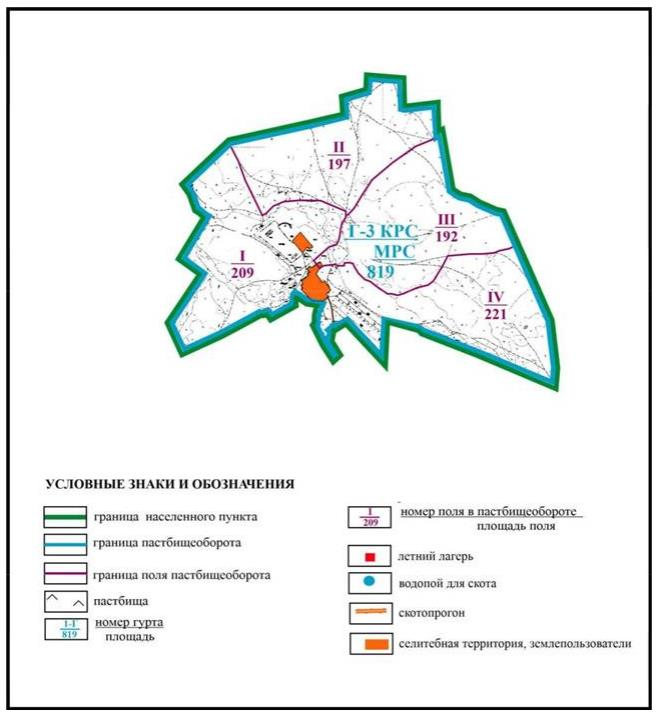 II
197
Г-3 КРС
МРС
819
III
192
I
209
IV
221
УСЛОВНЫЕ ЗНАКИ И ОБОЗНАЧЕНИЯ
граница населенного пункта
граница пастбищеоборота
граница поля пастбищеоборота
пастбища
1-Г
819
номер гурта
площадь
I
209
номер поля в пастбищеобороте
площадь поля
летний лагерь
водопой для скота
скотопрогон
селитебная территория, землепользователи